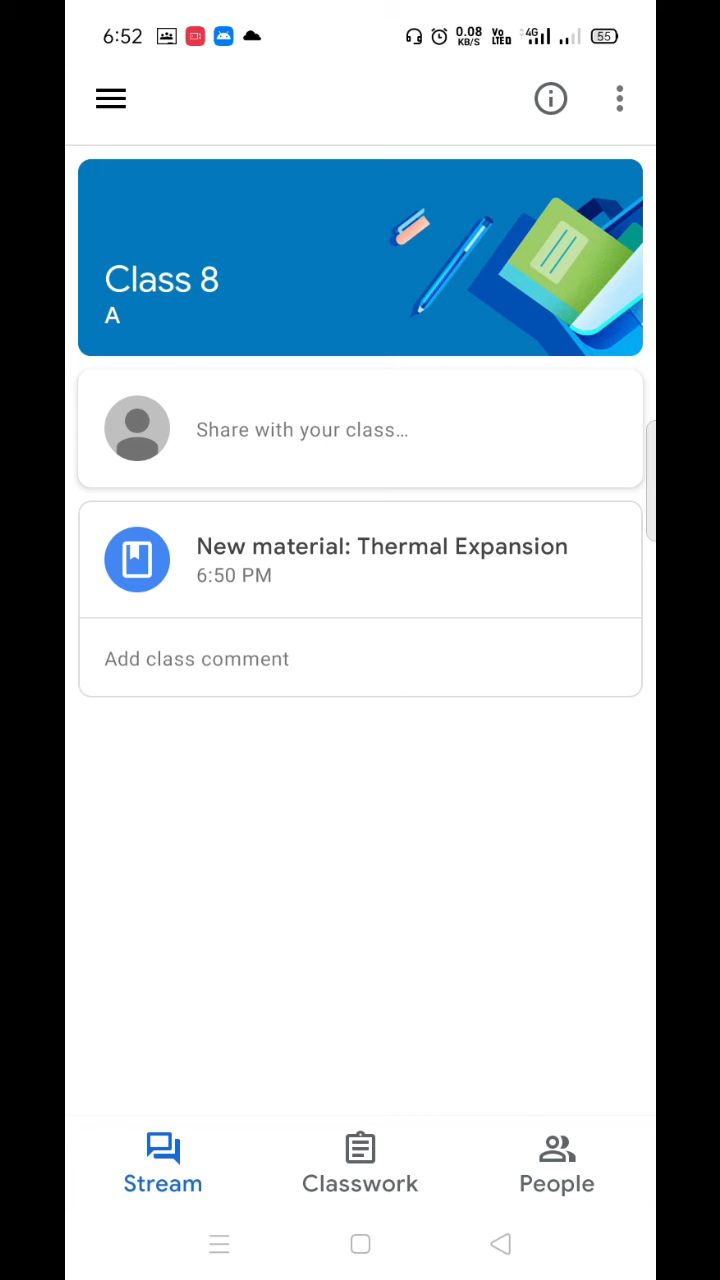 6:52 0.08 KB/S Vo LTE D 4G 55
Class 8
A
Share with your class...
New material: Thermal Expansion
6:50 PM
Add class comment
Stream Classwork People